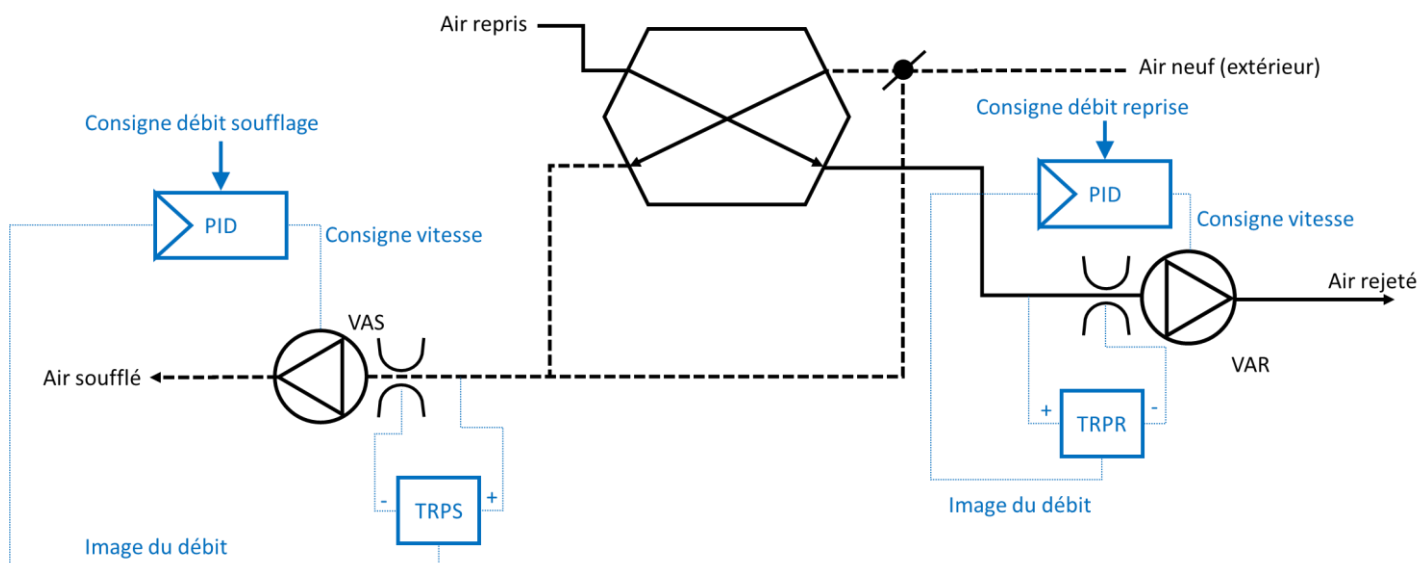 Air repris
Air neuf (extérieur)
Consigne débit soufflage
Consigne débit reprise
PID
PID
Consigne vitesse
Consigne vitesse
Air rejeté
VAS
VAR
Air soufflé
+
TRPR
-
-
TRPS
+
Image du débit
Image du débit